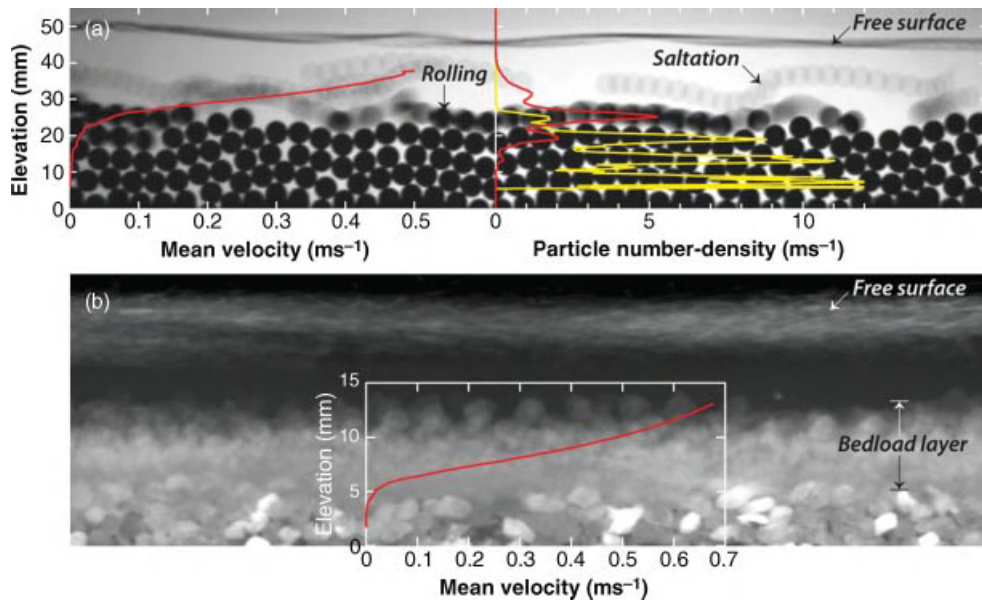 (a)
Free surface
Saltation
Rolling
Elevation (mm)
50
40
30
20
10
0
0 0.1 0.2 0.3 0.4 0.5 0 5 10
Mean velocity (ms⁻¹)
Particle number-density (ms⁻¹)
(b)
Free surface
Bedload layer
Elevation (mm)
15
10
5
0
0 0.1 0.2 0.3 0.4 0.5 0.6 0.7
Mean velocity (ms⁻¹)